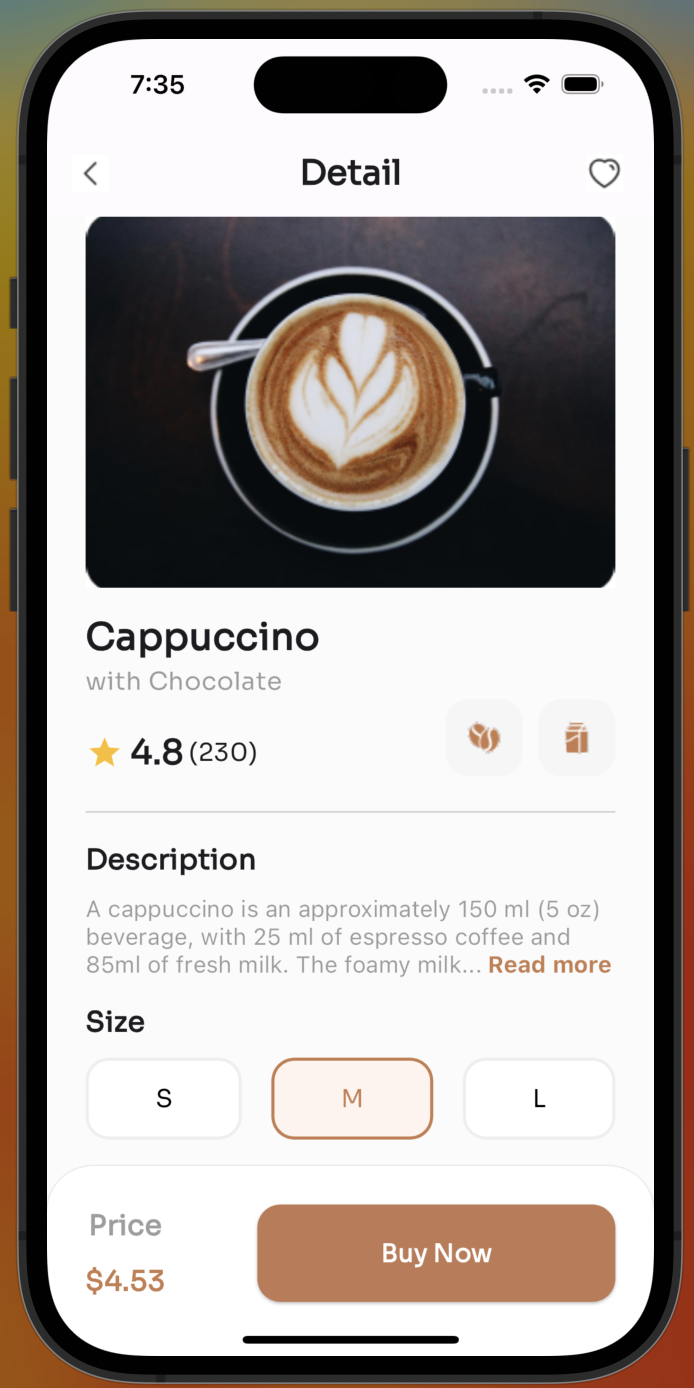 7:35
Detail
Cappuccino
with Chocolate
4.8 (230)
Description
A cappuccino is an approximately 150 ml (5 oz)
beverage, with 25 ml of espresso coffee and
85ml of fresh milk. The foamy milk... Read more
Size
S M L
Price
$4.53
Buy Now